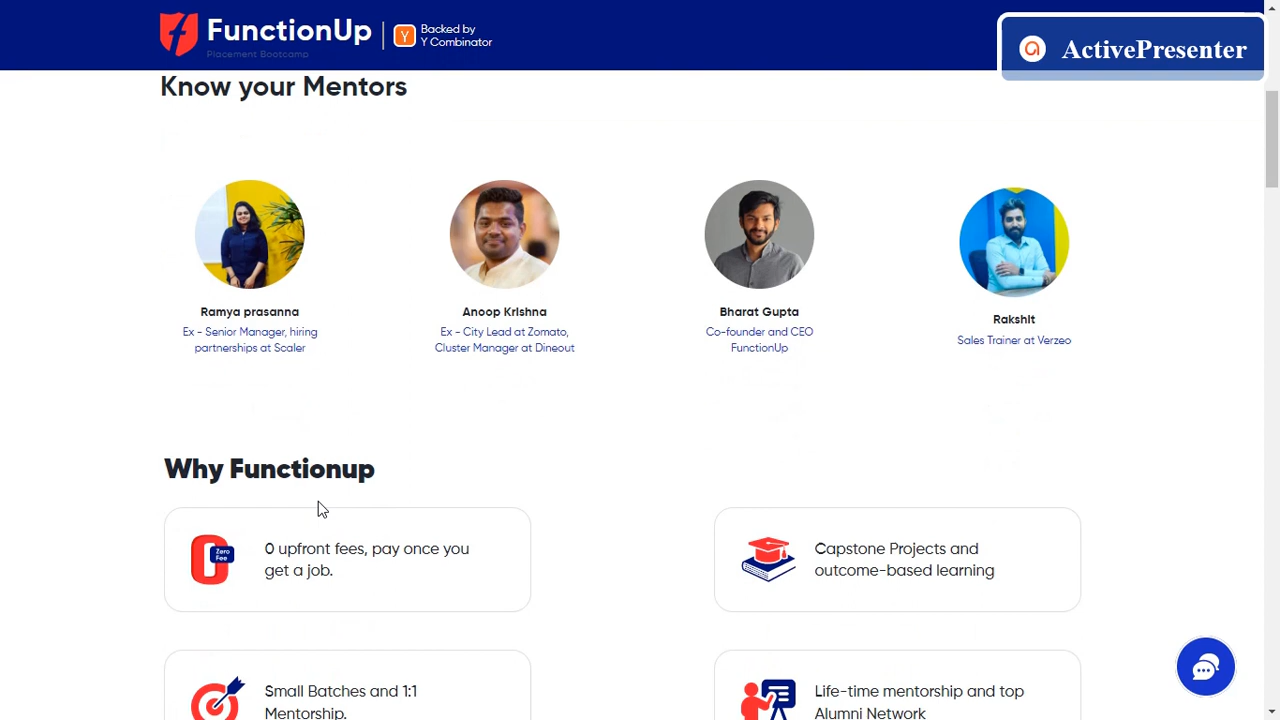 FunctionUp
Placement Bootcamp
Y
Backed by
Y Combinator
ActivePresenter
Know your Mentors
Ramya prasanna
Ex - Senior Manager, hiring
partnerships at Scaler
Anoop Krishna
Ex - City Lead at Zomato,
Cluster Manager at Dineout
Bharat Gupta
Co-founder and CEO
FunctionUp
Rakshit
Sales Trainer at Verzeo
Why Functionup
Zero
Fee
0 upfront fees, pay once you
get a job.
Capstone Projects and
outcome-based learning
Small Batches and 1:1
Mentorship.
Life-time mentorship and top
Alumni Network